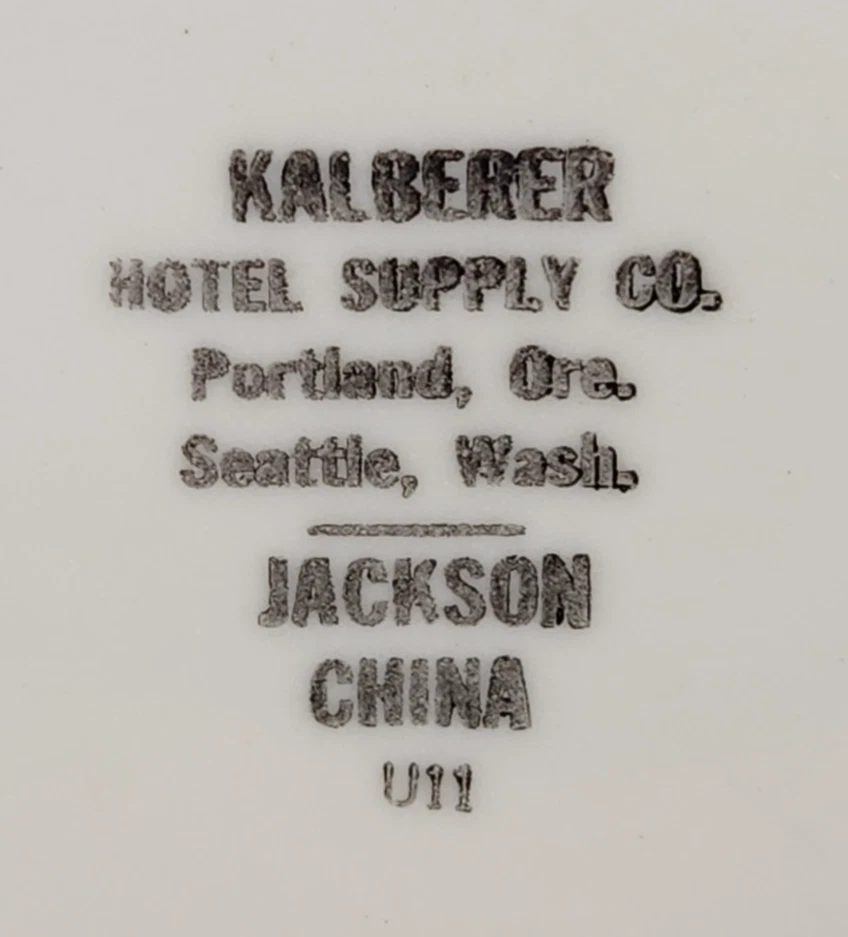 KALBERER
HOTEL SUPPLY CO.
Portland, Ore.
Seattle, Wash.
JACKSON
CHINA
U11